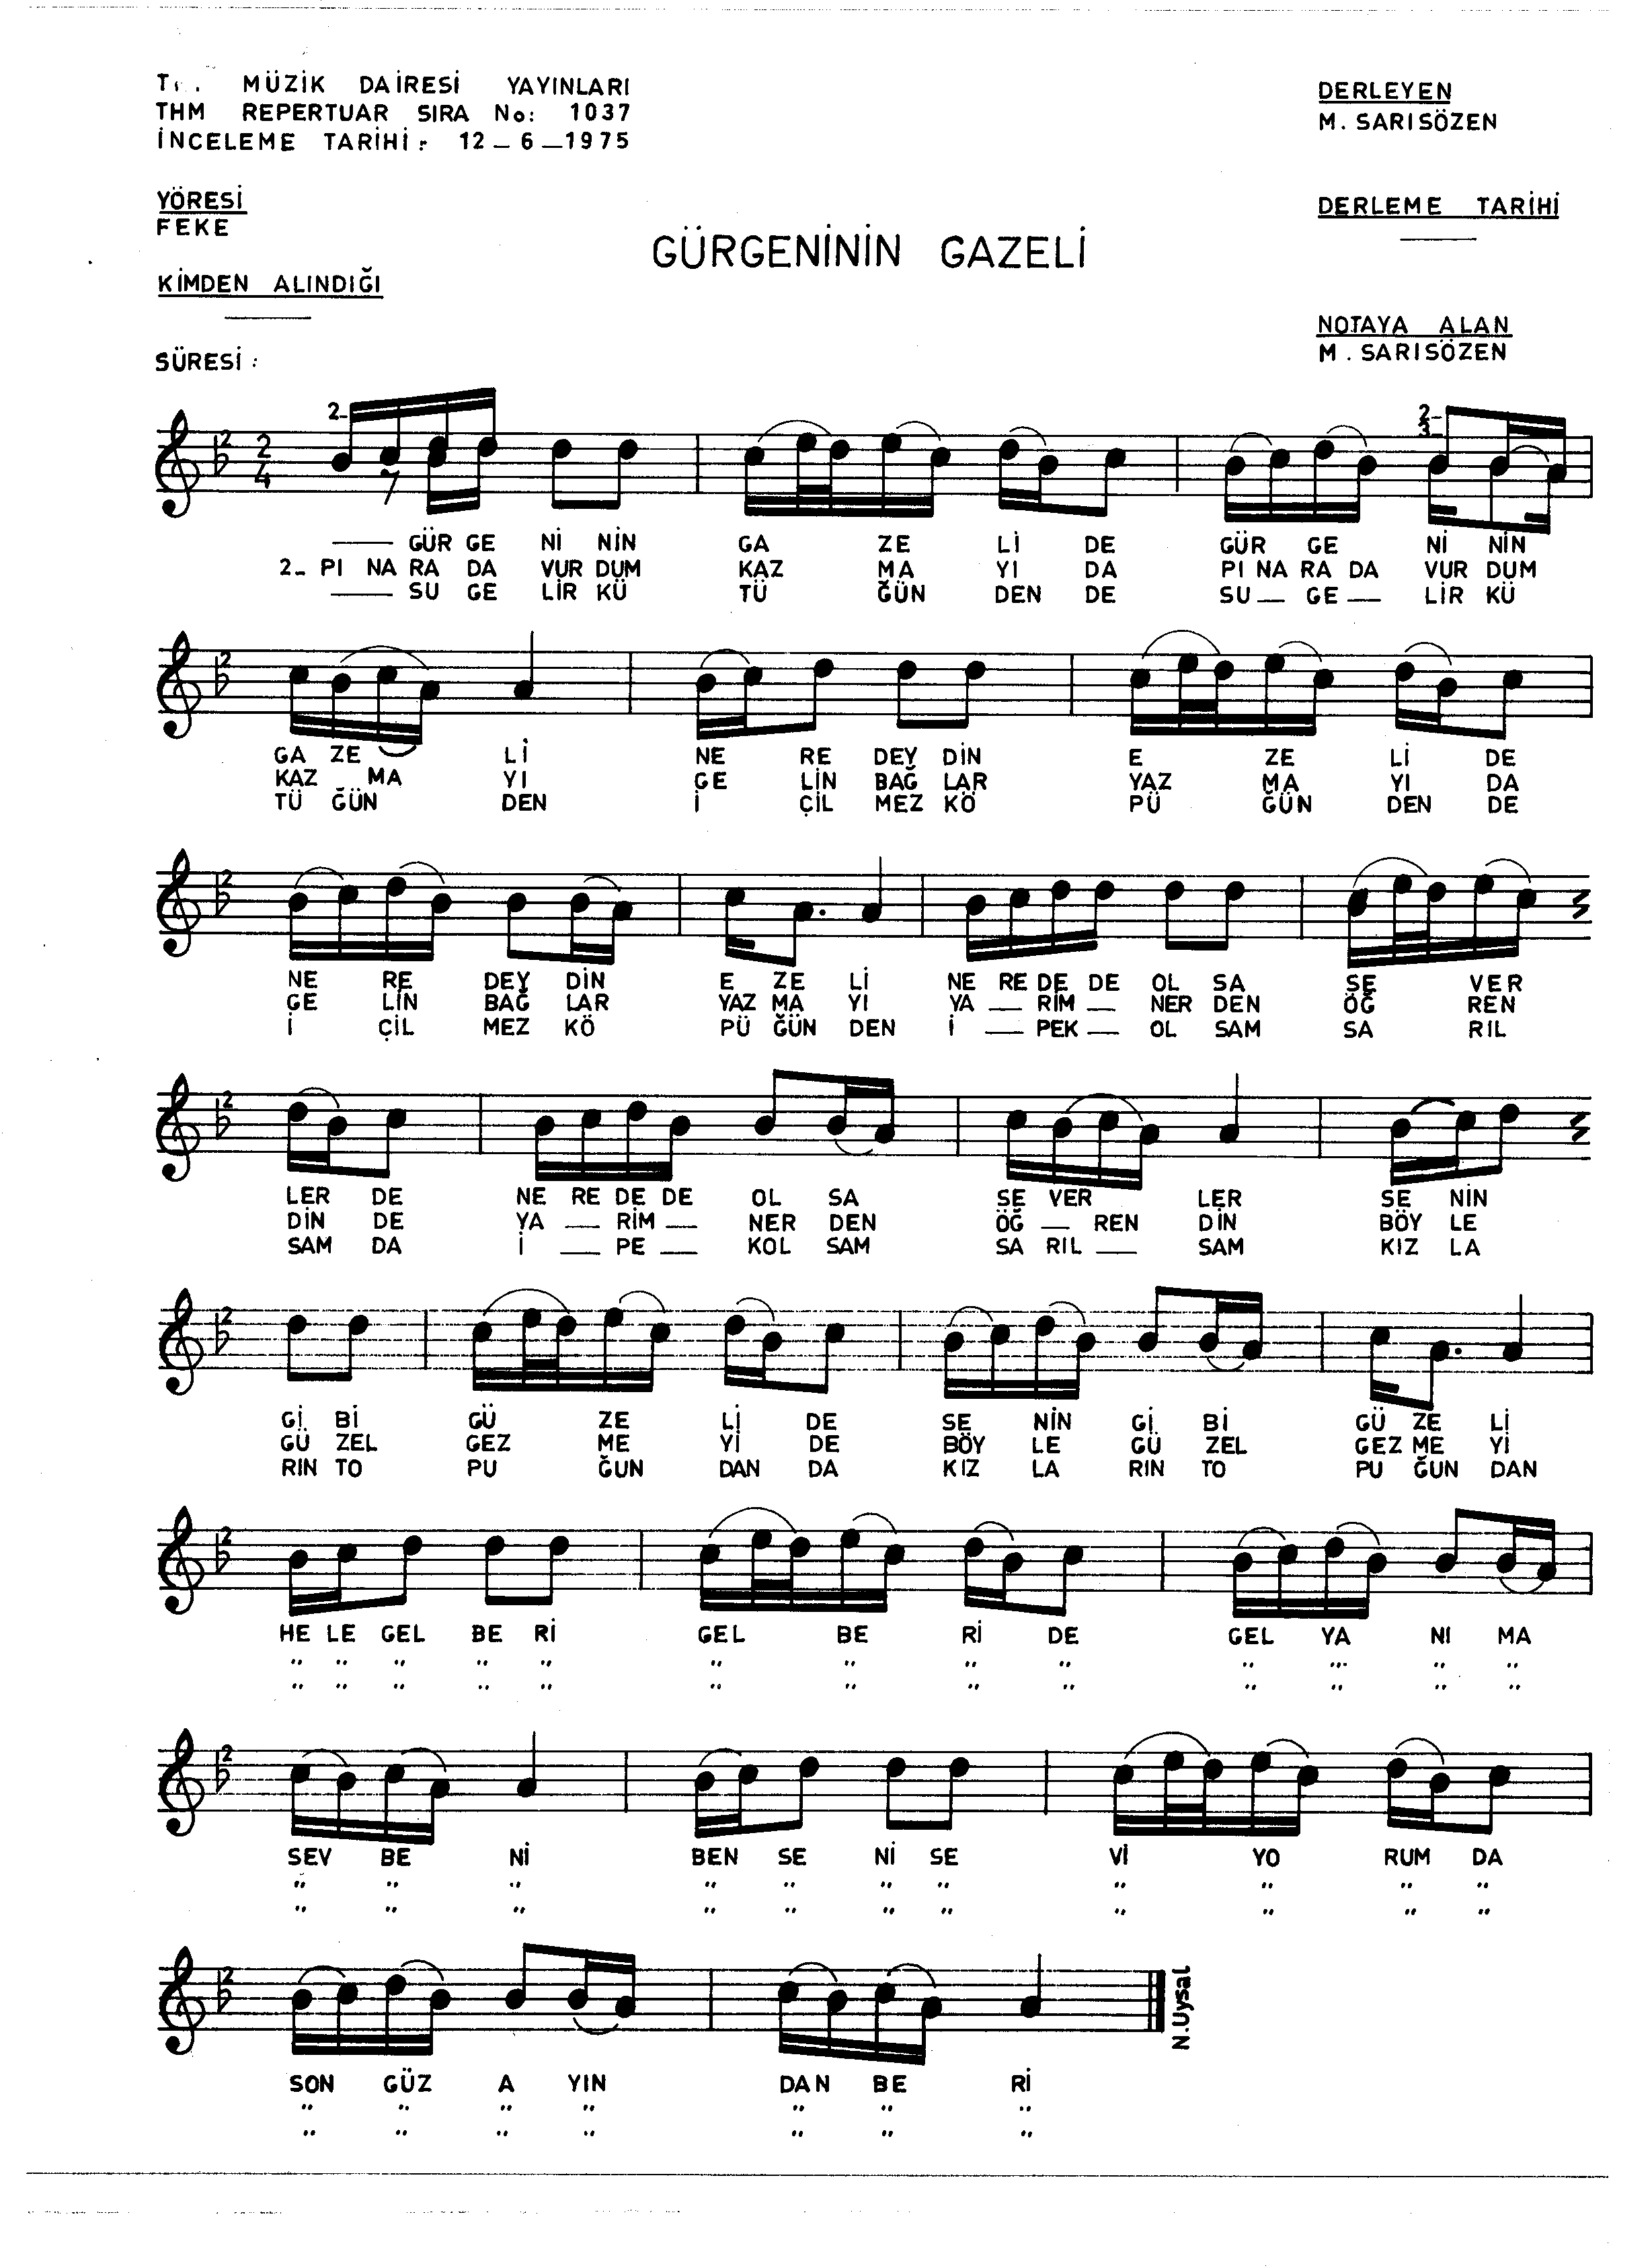 MÜZİK DAİRESİ YAYINLARI
THM REPERTUAR SIRA No: 1037
İNCELEME TARİHİ: 12_6_1975
DERLEYEN
M. SARISÖZEN
YÖRESİ
FEKE
DERLEME TARİHİ
GÜRGENİNİN GAZELİ
KİMDEN ALINDIĞI
NOTAYA ALAN
M. SARISÖZEN
SÜRESİ:
2_
2_
3_
2
2
4
GÜR GE Nİ NİN GA ZE Lİ DE GÜR GE Nİ NİN
2_ PI NA RA DA VUR DUM KAZ MA YI DA PI NA RA DA VUR DUM
SU GE LİR KÜ TÜ ĞÜN DEN DE SU_ GE_ LİR KÜ
2
GA ZE Lİ NE RE DEY DİN E ZE Lİ DE
KAZ MA YI GE LİN BAĞ LAR YAZ MA YI DA
TÜ ĞÜN DEN İ ÇİL MEZ KÖ PÜ ĞÜN DEN DE
2
NE RE DEY DİN E ZE Lİ NE RE DE DE OL SA SE VER
GE LİN BAĞ LAR YAZ MA YI YA _ RİM _ NER DEN ÖĞ REN
İ ÇİL MEZ KÖ PÜ ĞÜN DEN İ _ PEK _ OL SAM SA RIL
2
LER DE NE RE DE DE OL SA SE VER LER SE NİN
DİN DE YA _ RİM _ NER DEN ÖĞ _ REN DİN BÖY LE
SAM DA İ _ PE _ KOL SAM SA RIL _ SAM KIZ LA
2
Gİ Bİ GÜ ZE Lİ DE SE NİN Gİ Bİ GÜ ZE Lİ
GÜ ZEL GEZ ME Yİ DE BÖY LE GÜ ZEL GEZ ME Yİ
RIN TO PU ĞUN DAN DA KIZ LA RIN TO PU ĞUN DAN
2
HE LE GEL BE Rİ GEL BE Rİ DE GEL YA NI MA
" " " " " " " " " " " " "
" " " " " " " " " " " " "
2
SEV BE Nİ BEN SE Nİ SE Vİ YO RUM DA
" " " " " " " " " " "
" " " " " " " " " " "
2
SON GÜZ A YIN DAN BE Rİ
" " " " " " "
" " " " " " "
N.Uysal